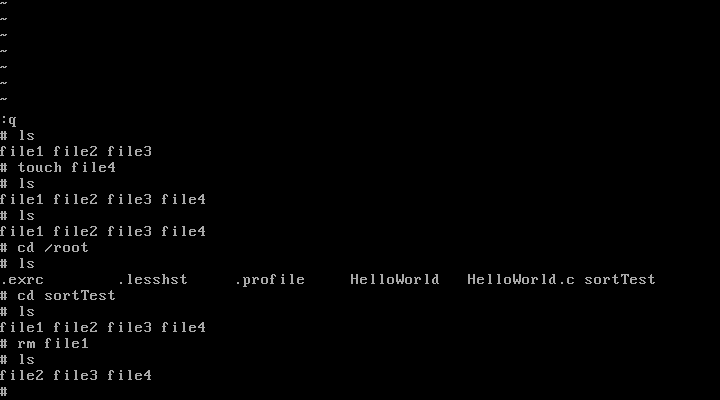 ~
~
~
~
~
~
~
:q
# ls
file1 file2 file3
# touch file4
# ls
file1 file2 file3 file4
# ls
file1 file2 file3 file4
# cd /root
# ls
.exrc         .lesshst      .profile      HelloWorld    HelloWorld.c sortTest
# cd sortTest
# ls
file1 file2 file3 file4
# rm file1
# ls
file2 file3 file4
#